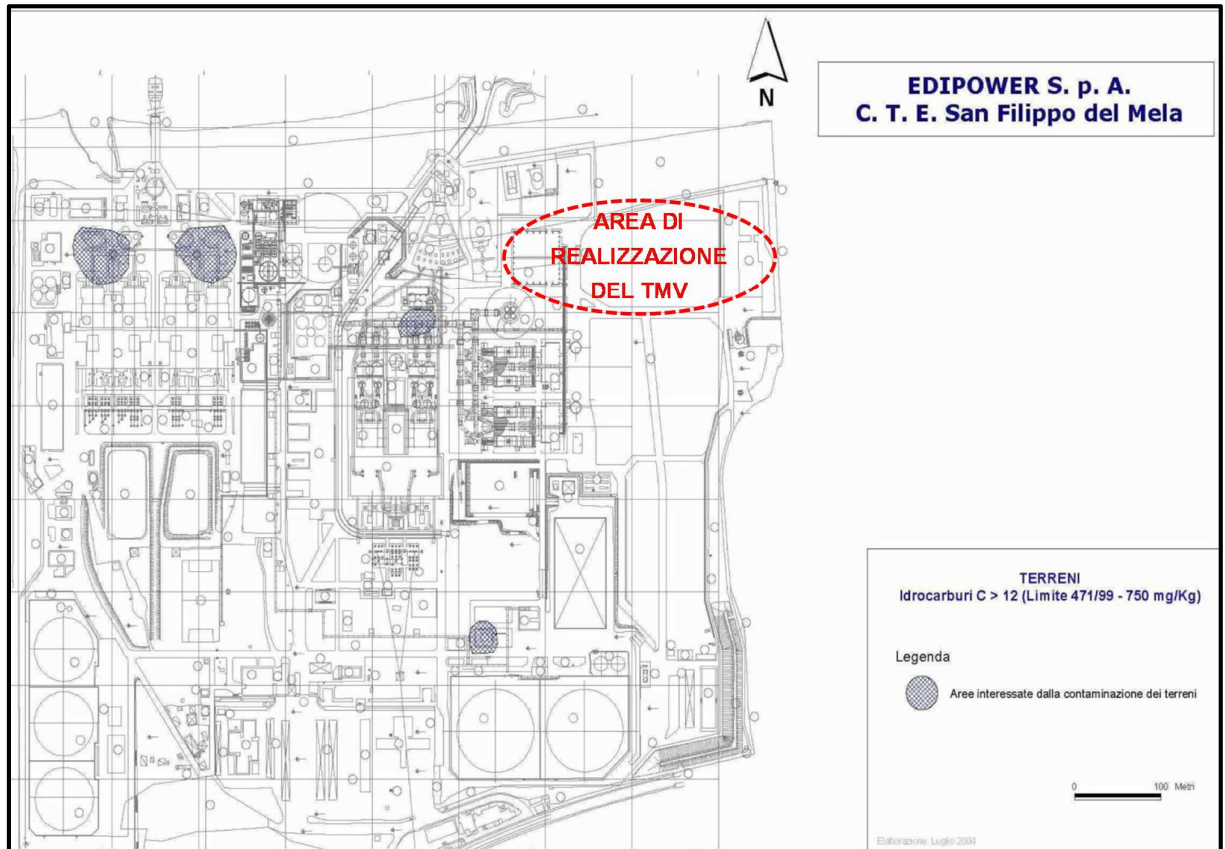 N
EDIPOWER S. p. A.
C. T. E. San Filippo del Mela
AREA DI
REALIZZAZIONE
DEL TMV
TERRENI
Idrocarburi C > 12 (Limite 471/99 - 750 mg/Kg)
Legenda
Aree interessate dalla contaminazione dei terreni
0 100 Metri
Elaborazione: Luglio 2004